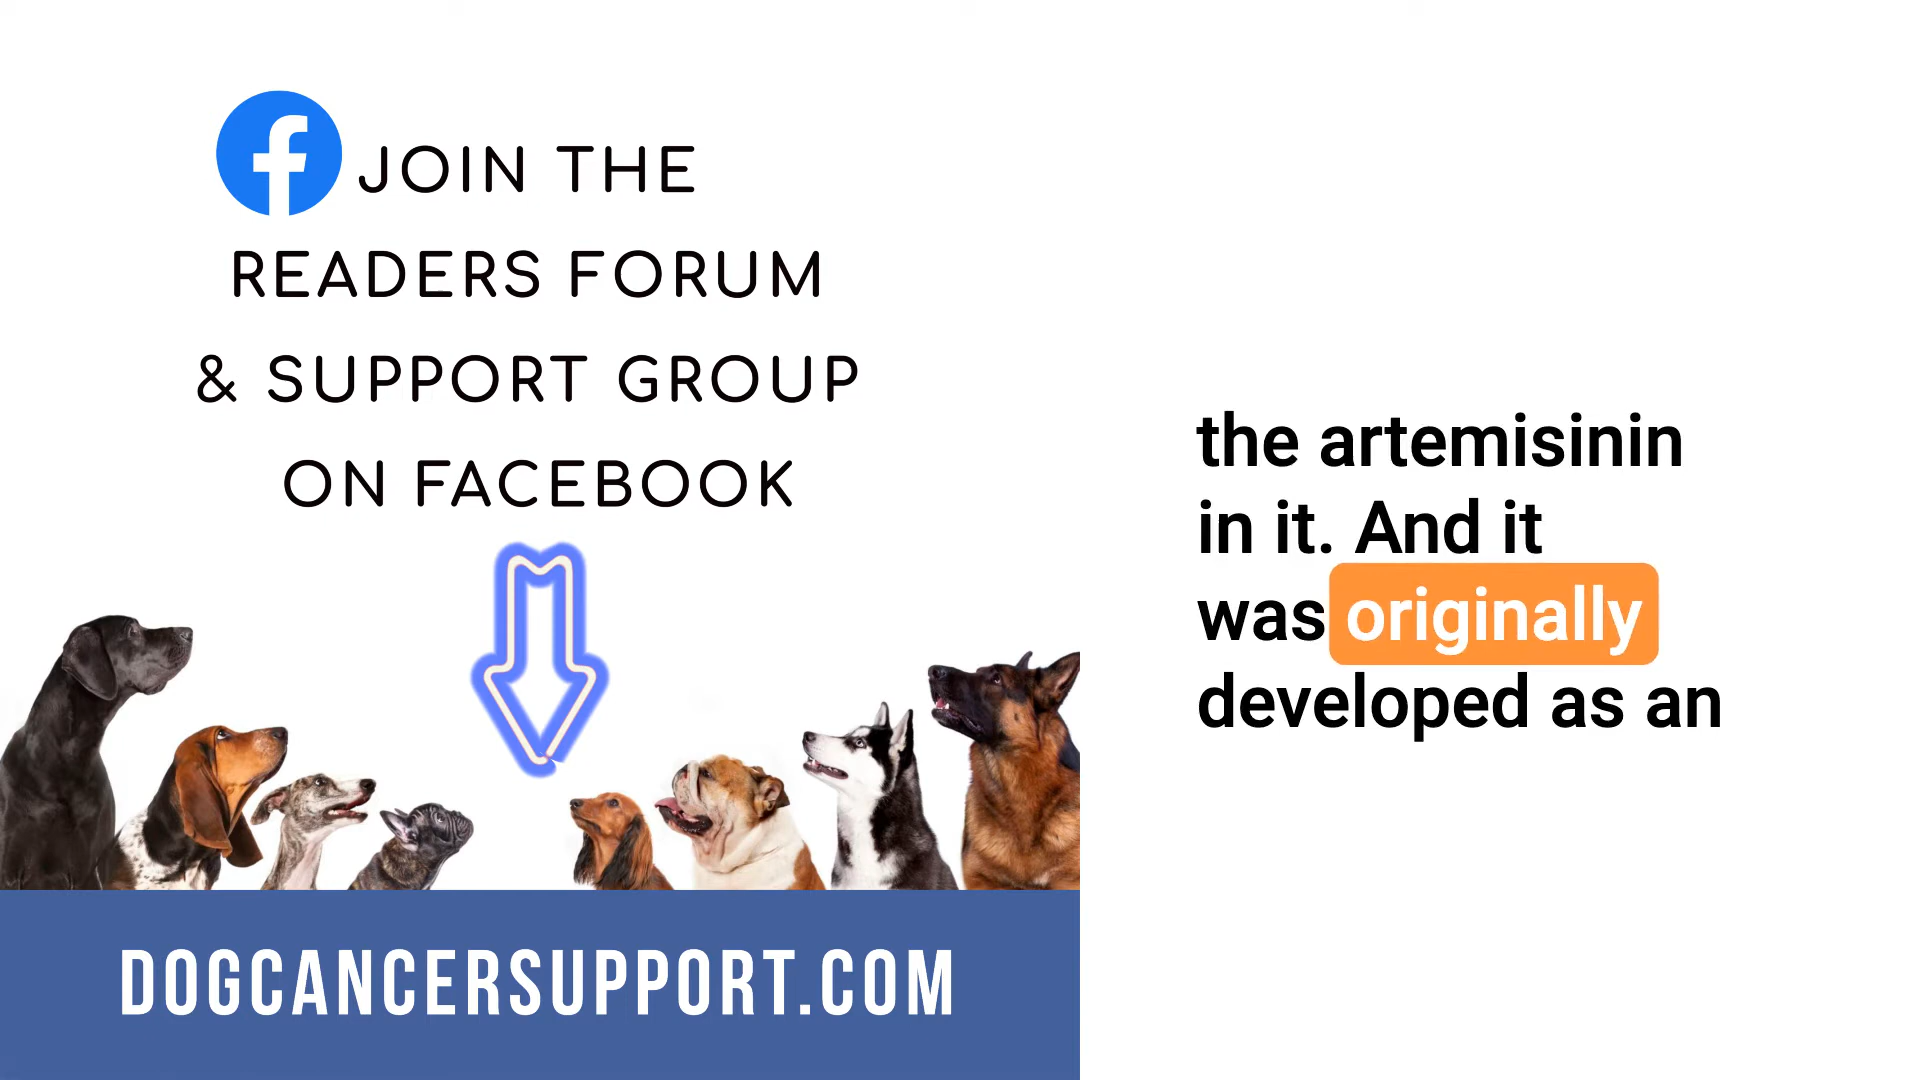 JOIN THE
READERS FORUM
& SUPPORT GROUP
ON FACEBOOK
DOGCANCERSUPPORT.COM
the artemisinin
in it. And it
was originally
developed as an